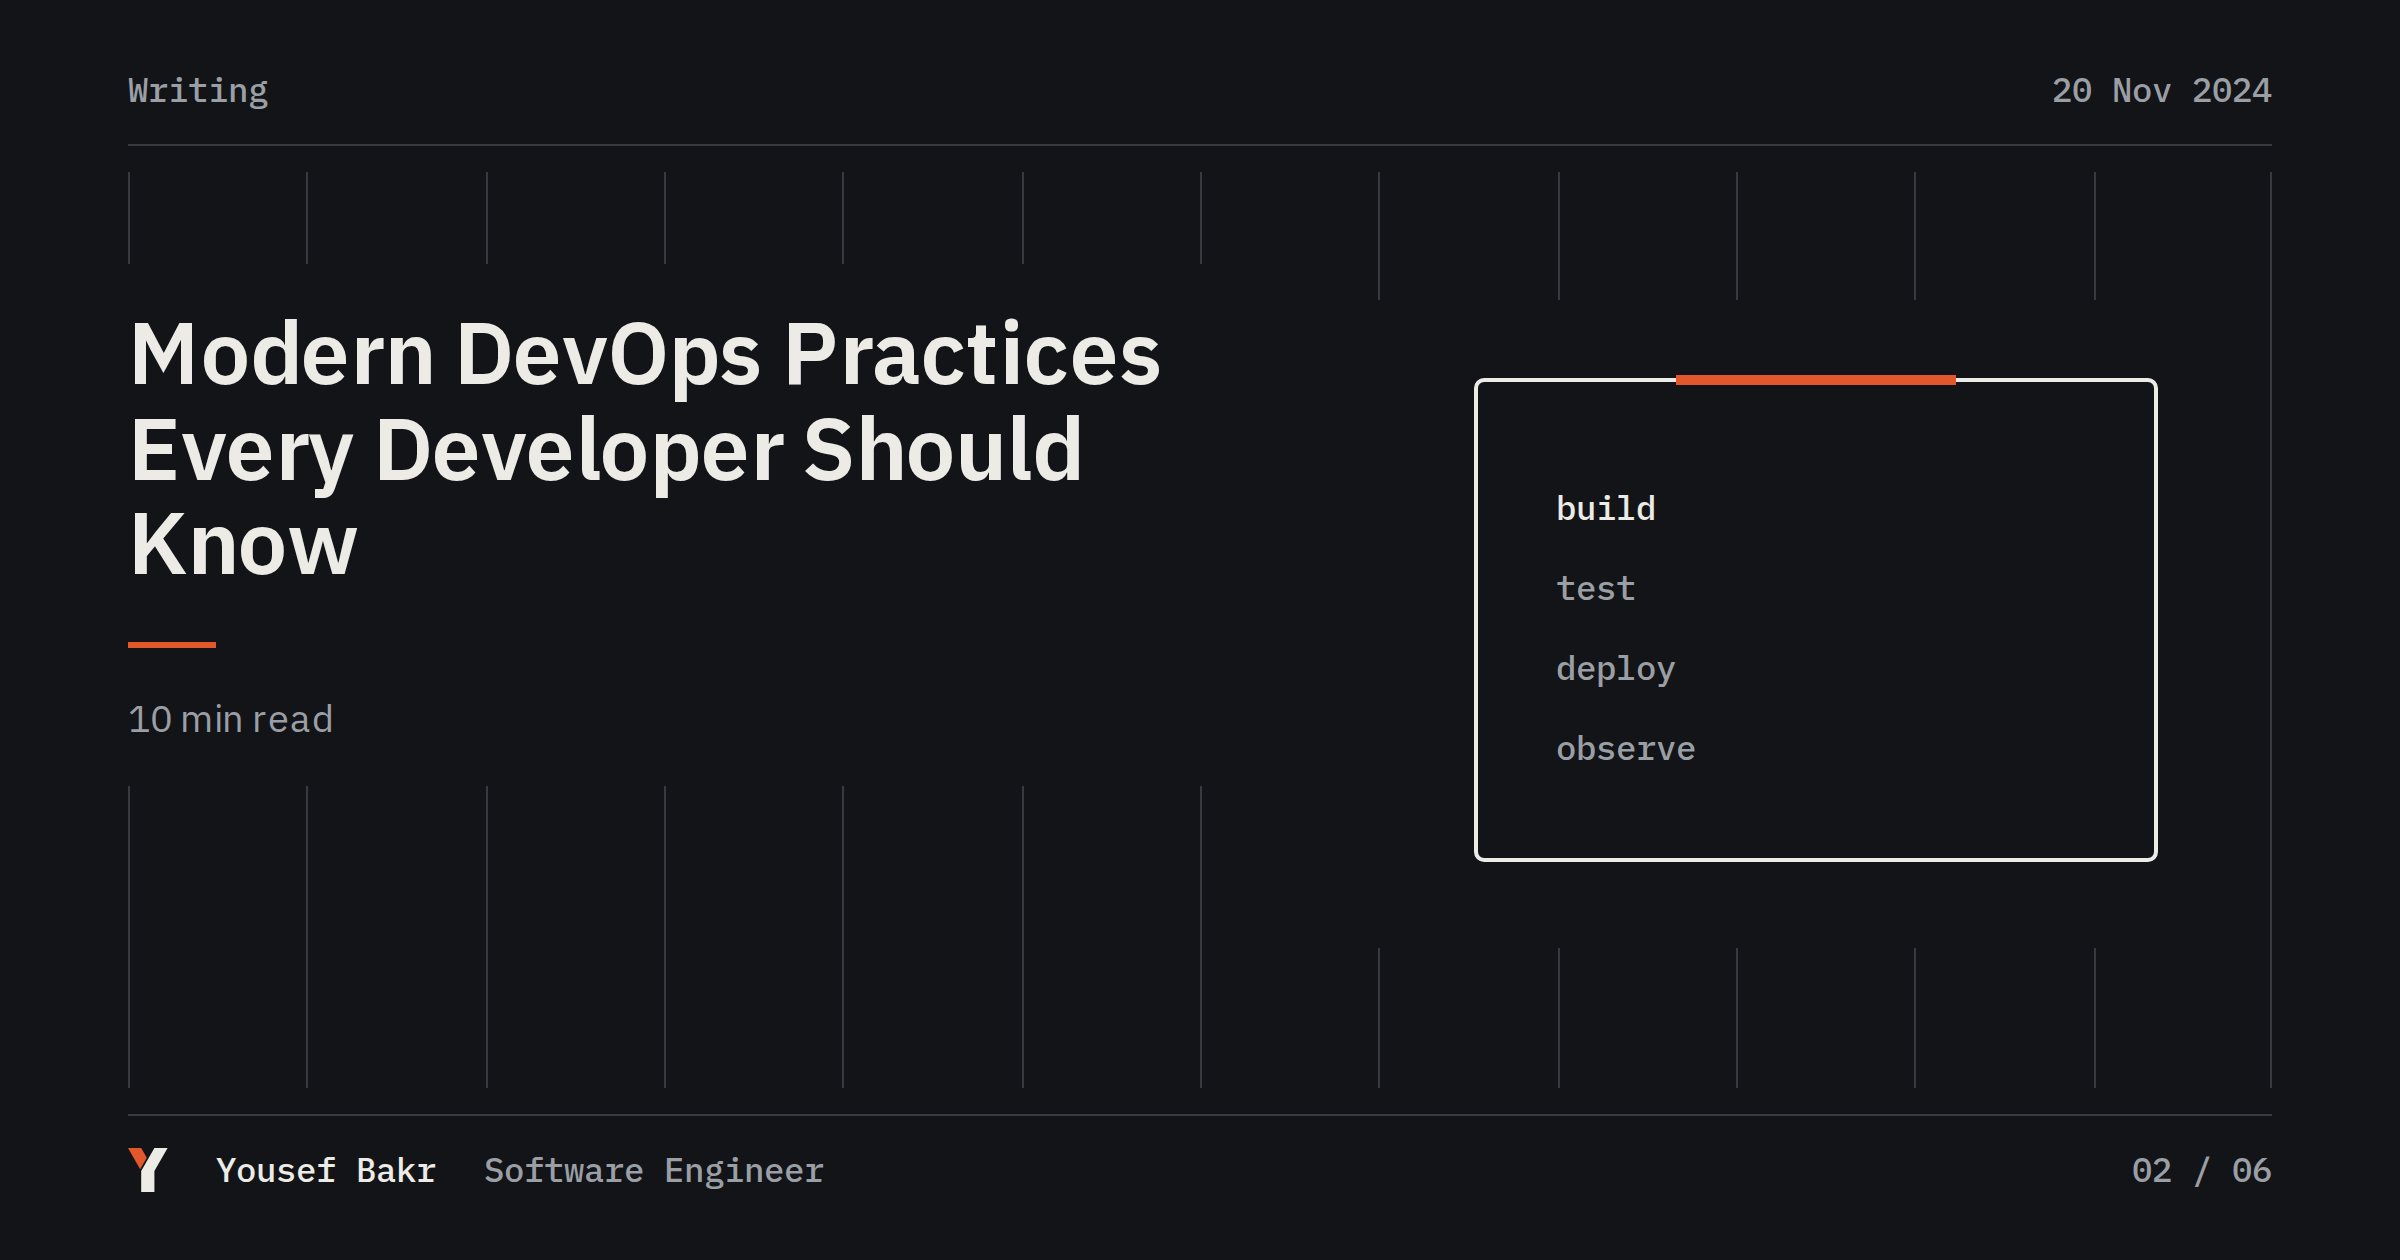 Writing
20 Nov 2024
Modern DevOps Practices
Every Developer Should
Know
10 min read
build
test
deploy
observe
Y
Yousef Bakr
Software Engineer
02 / 06